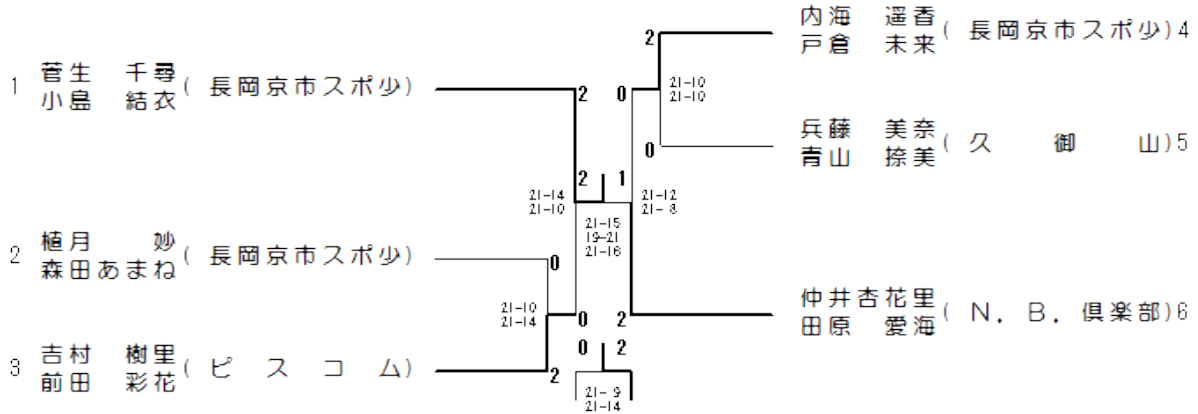 1 菅生 千尋 ( 長岡京市スポ少 )
小島 結衣
2 植月 妙 ( 長岡京市スポ少 )
森田あまね
3 吉村 樹里 ( ピスコム )
前田 彩花
2
2
21-14
21-10
0
21-10
21-14
0
2
2 1
21-15
19-21
21-16
0 2
21-9
21-14
2
0
21-10
21-10
0
21-12
21-8
2
内海 遥香 ( 長岡京市スポ少 ) 4
戸倉 未来
兵藤 美奈 ( 久御山 ) 5
青山 捺美
仲井杏花里 ( N．B．倶楽部 ) 6
田原 愛海